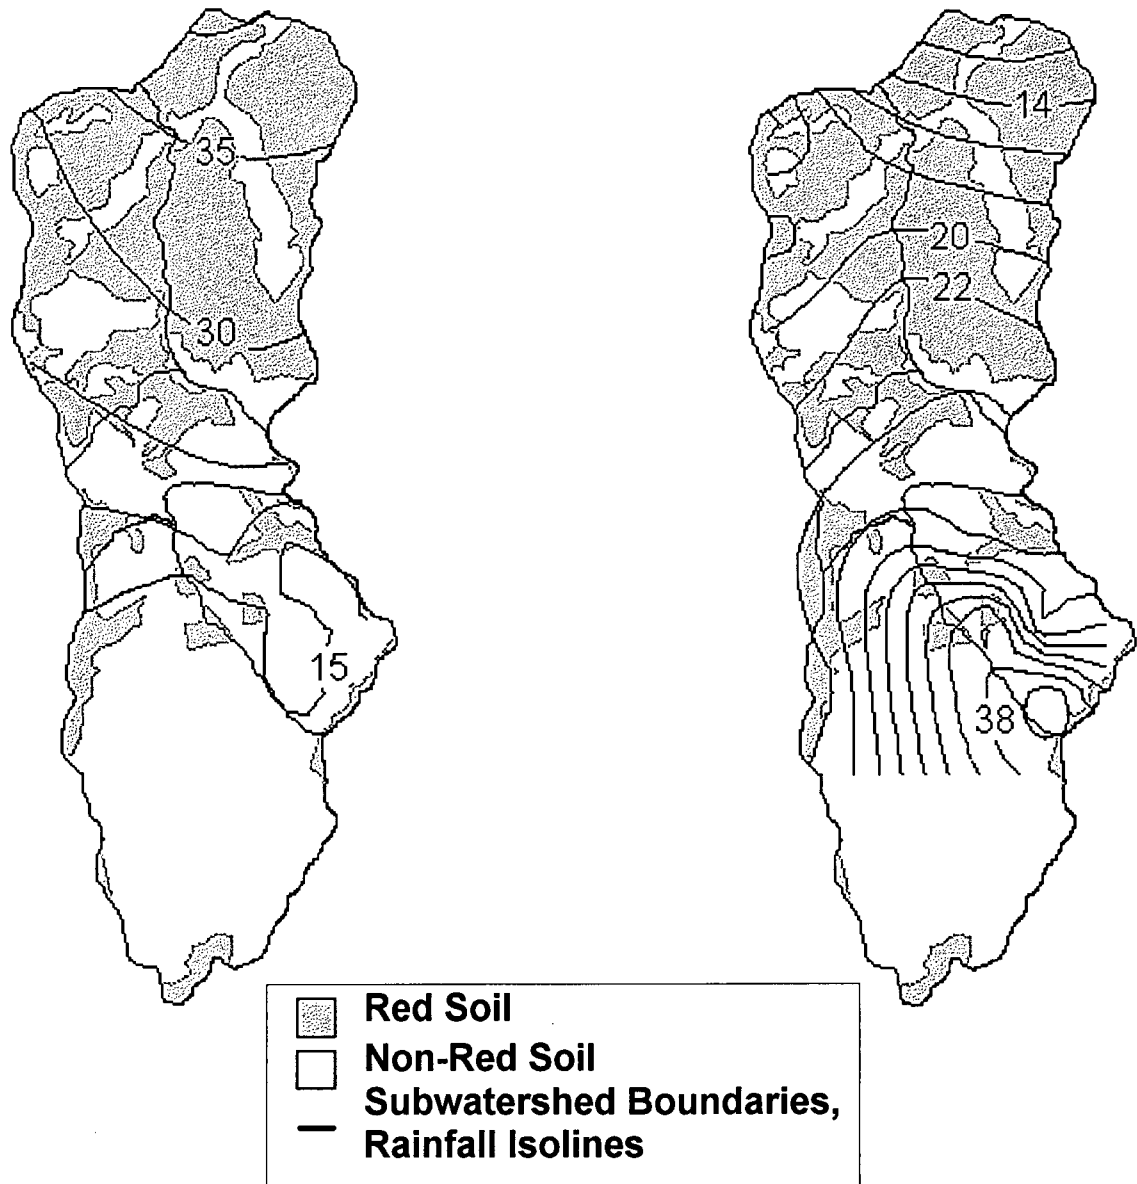 35
30
15
14
20
22
38
Red Soil
Non-Red Soil
Subwatershed Boundaries,
Rainfall Isolines